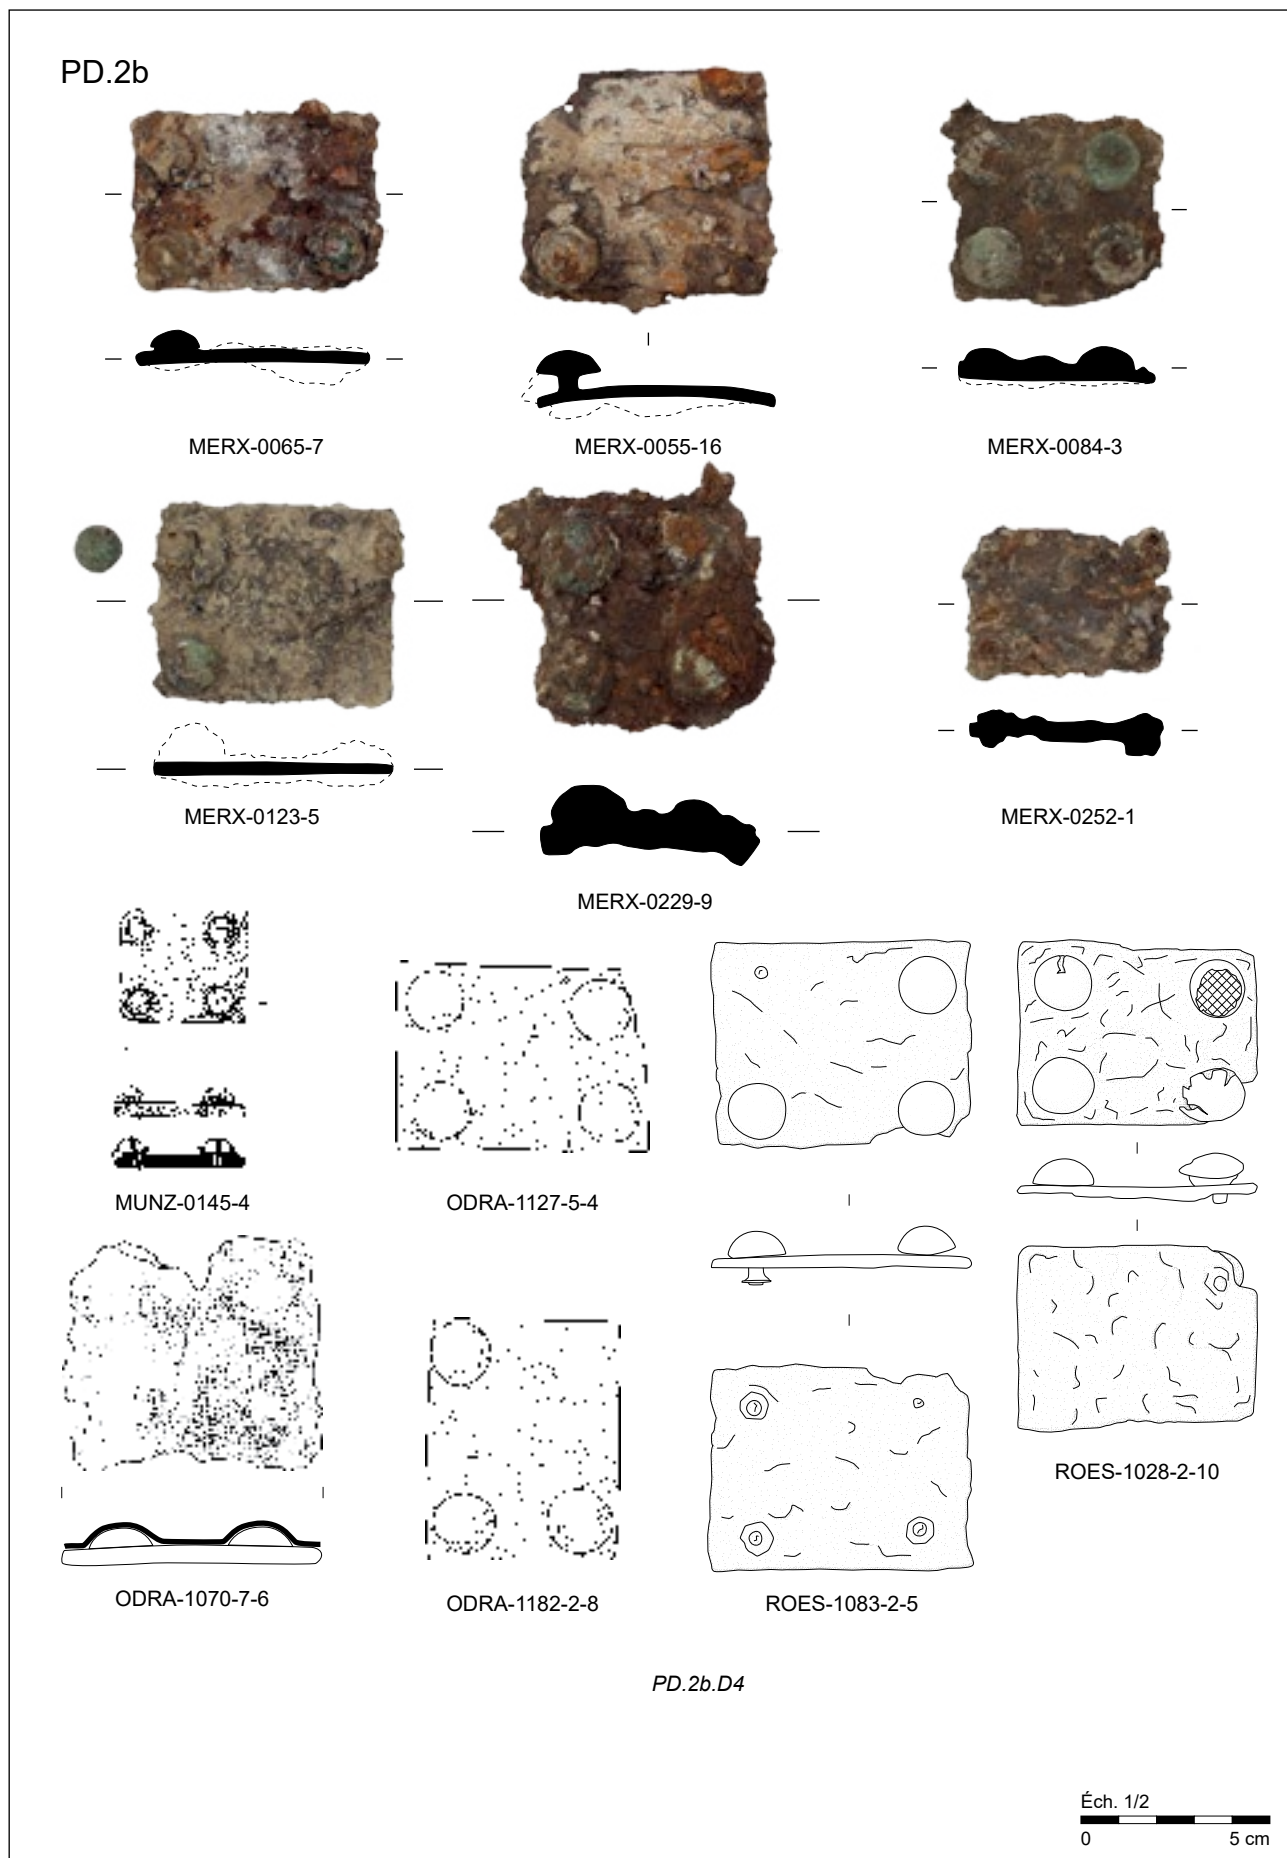 PD.2b
MERX-0065-7
MERX-0055-16
MERX-0084-3
MERX-0123-5
MERX-0229-9
MERX-0252-1
MUNZ-0145-4
ODRA-1127-5-4
ROES-1028-2-10
ODRA-1070-7-6
ODRA-1182-2-8
ROES-1083-2-5
PD.2b.D4
Éch. 1/2
0 5 cm